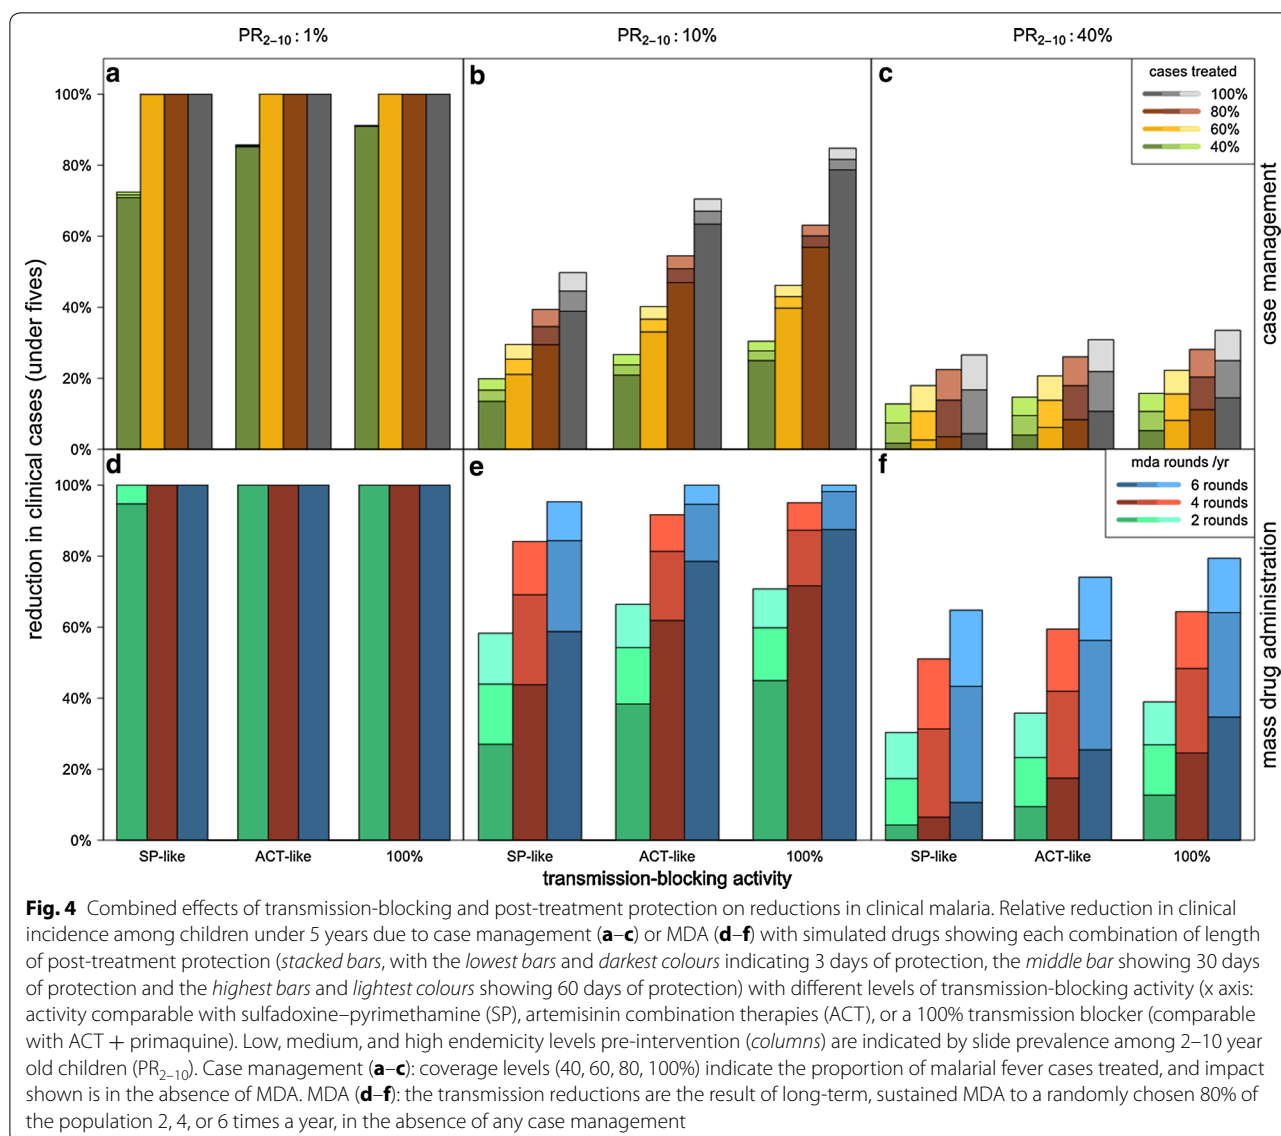 PR2–10 : 1%
PR2–10 : 10%
PR2–10 : 40%
a
b
c
cases treated
100%
80%
60%
40%
100%
80%
60%
40%
20%
0%
case management
reduction in clinical cases (under fives)
d
e
f
mda rounds /yr
6 rounds
4 rounds
2 rounds
100%
80%
60%
40%
20%
0%
mass drug administration
SP-like
ACT-like
100%
SP-like
ACT-like
100%
SP-like
ACT-like
100%
transmission-blocking activity
Fig. 4 Combined effects of transmission-blocking and post-treatment protection on reductions in clinical malaria. Relative reduction in clinical
incidence among children under 5 years due to case management (a–c) or MDA (d–f) with simulated drugs showing each combination of length
of post-treatment protection (stacked bars, with the lowest bars and darkest colours indicating 3 days of protection, the middle bar showing 30 days
of protection and the highest bars and lightest colours showing 60 days of protection) with different levels of transmission-blocking activity (x axis:
activity comparable with sulfadoxine–pyrimethamine (SP), artemisinin combination therapies (ACT), or a 100% transmission blocker (comparable
with ACT + primaquine). Low, medium, and high endemicity levels pre-intervention (columns) are indicated by slide prevalence among 2–10 year
old children (PR2–10). Case management (a–c): coverage levels (40, 60, 80, 100%) indicate the proportion of malarial fever cases treated, and impact
shown is in the absence of MDA. MDA (d–f): the transmission reductions are the result of long-term, sustained MDA to a randomly chosen 80% of
the population 2, 4, or 6 times a year, in the absence of any case management